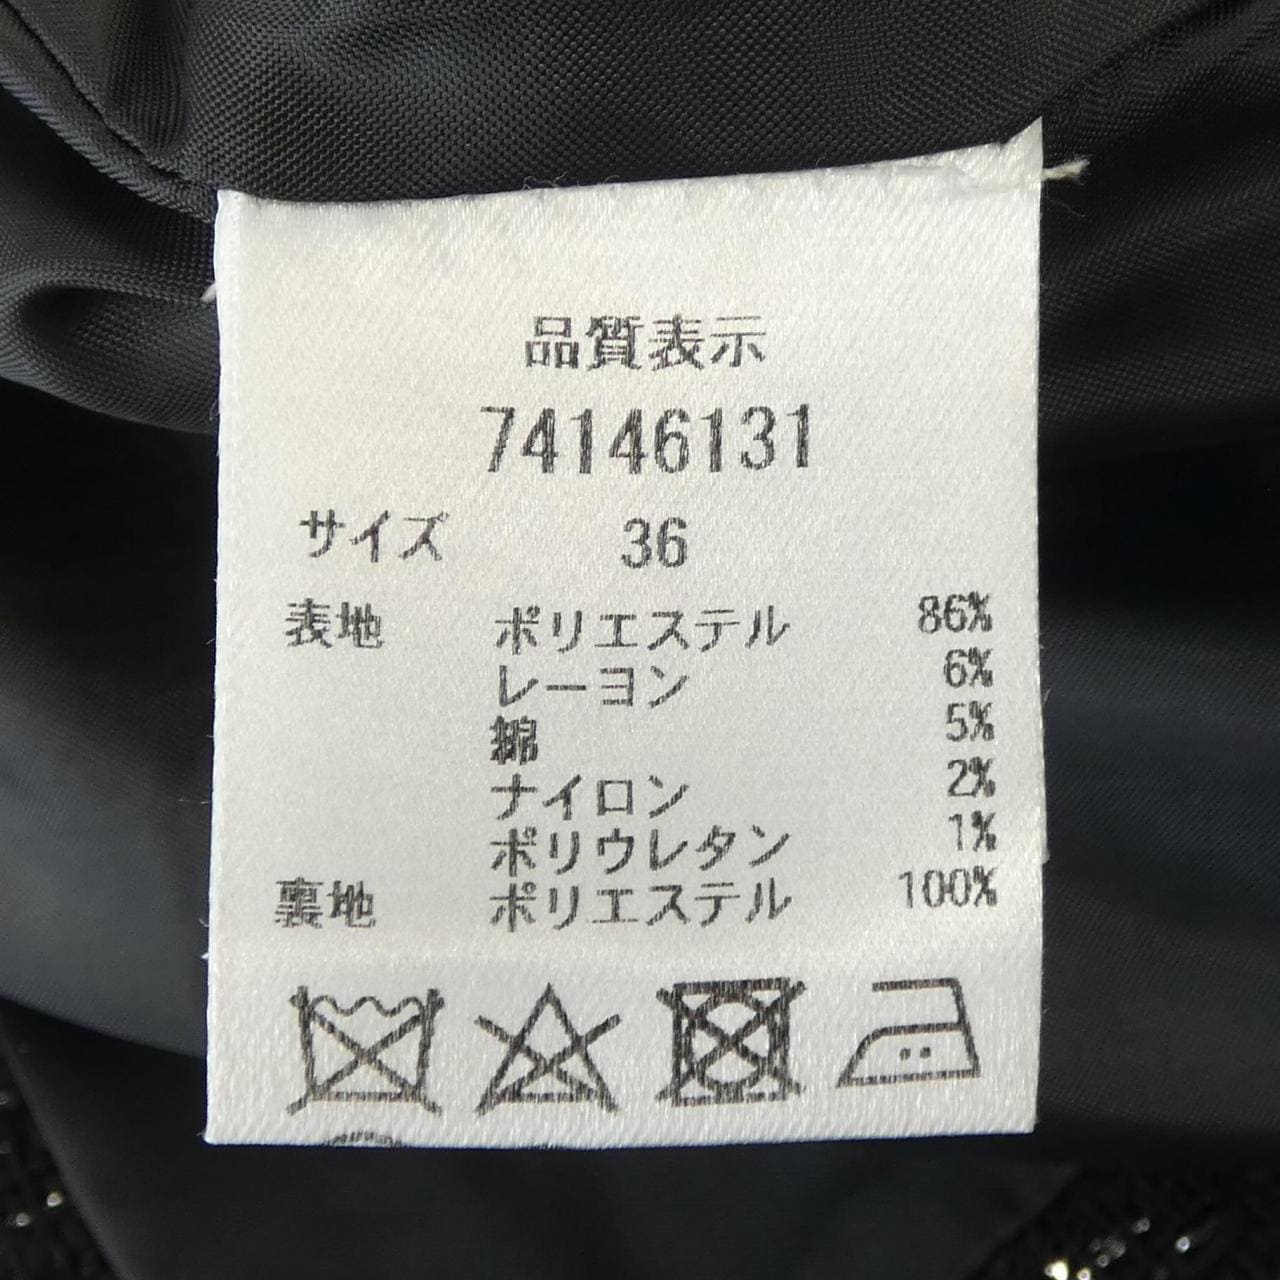 品質表示
74146131
サイズ 36
表地 ポリエステル 86%
レーヨン 6%
綿 5%
ナイロン 2%
ポリウレタン 1%
裏地 ポリエステル 100%